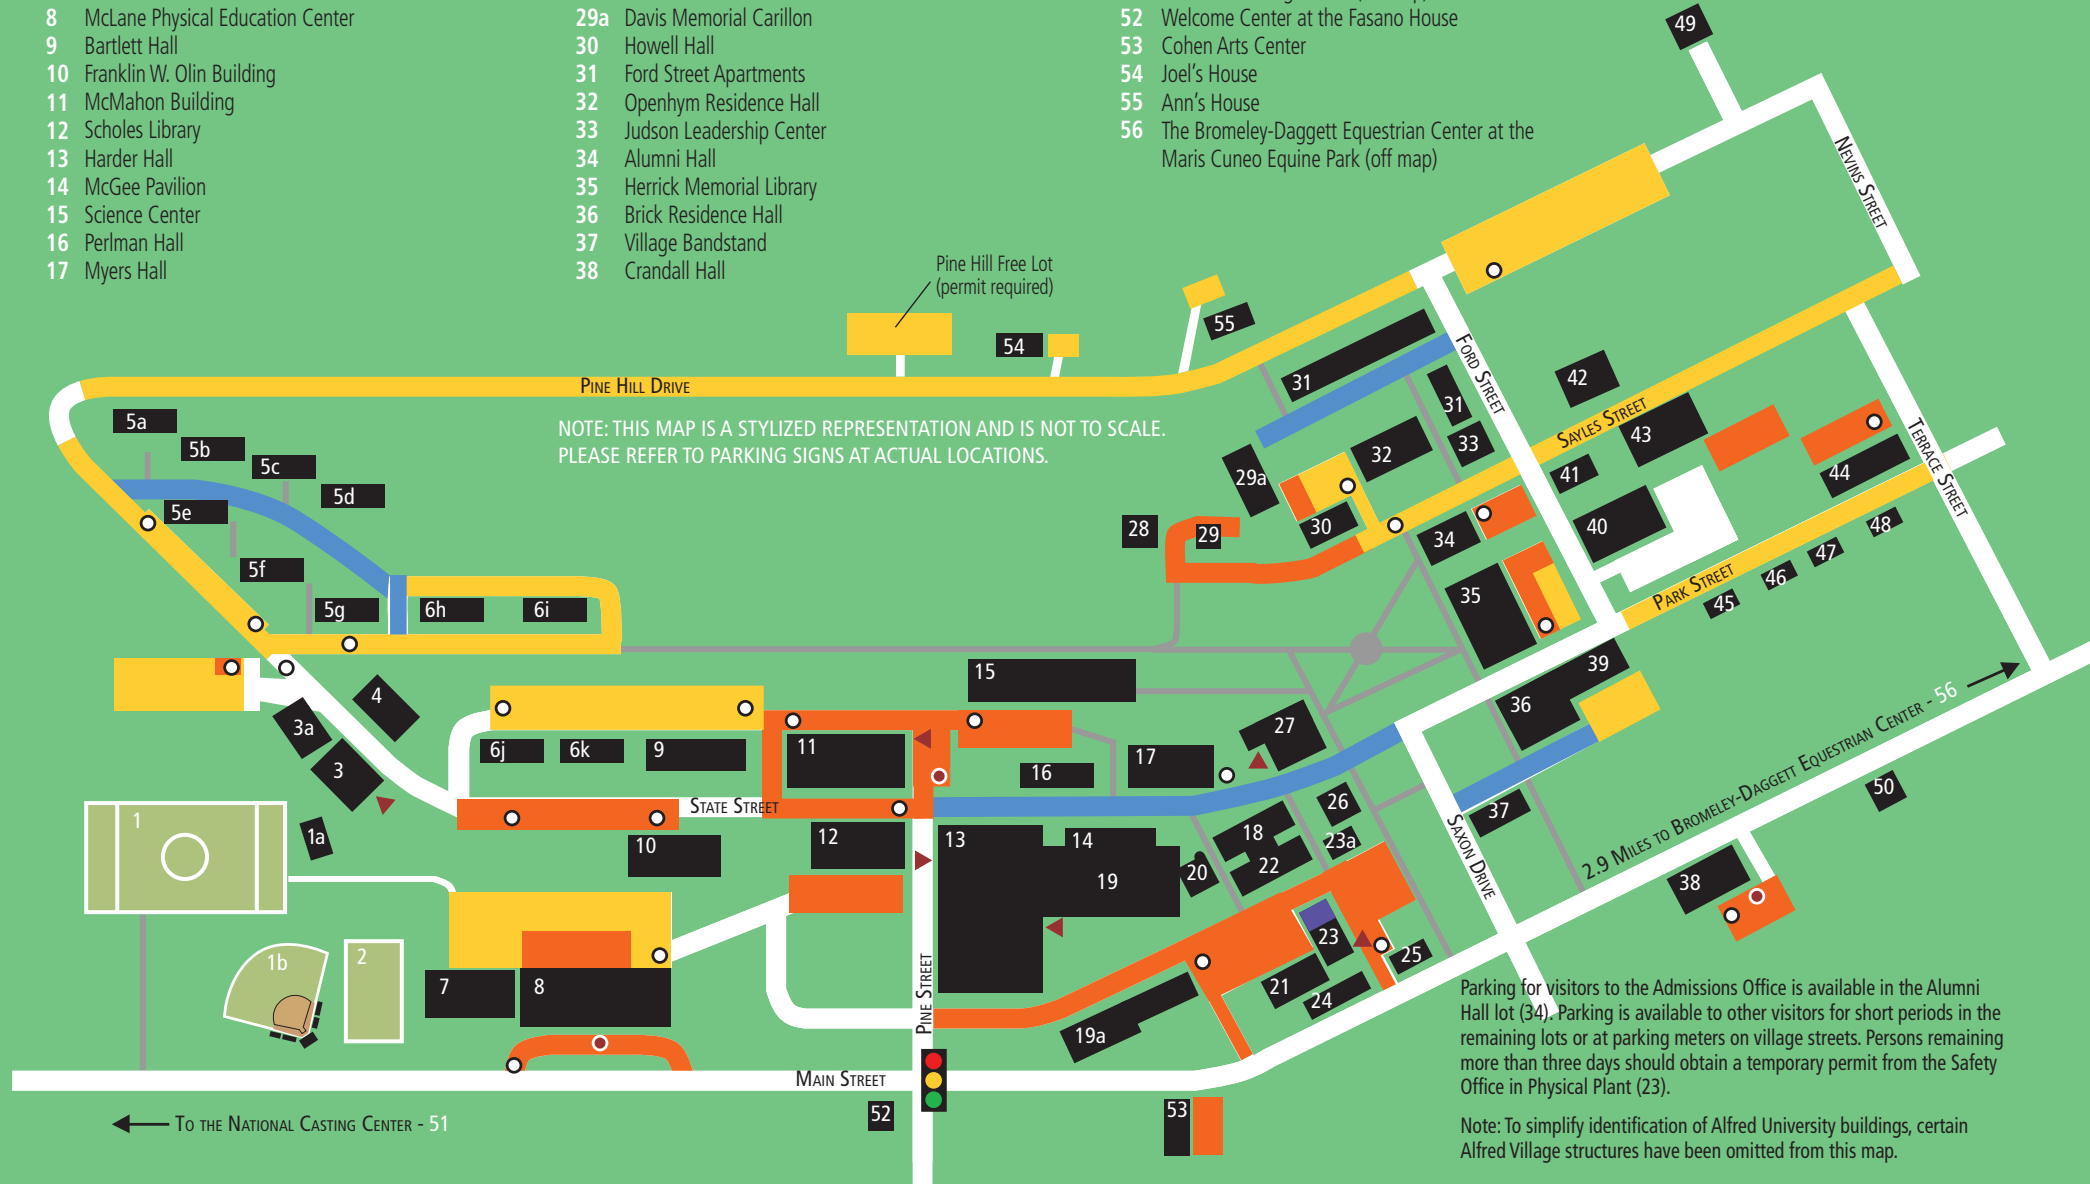 8 McLane Physical Education Center
9 Bartlett Hall
10 Franklin W. Olin Building
11 McMahon Building
12 Scholes Library
13 Harder Hall
14 McGee Pavilion
15 Science Center
16 Perlman Hall
17 Myers Hall
29a Davis Memorial Carillon
30 Howell Hall
31 Ford Street Apartments
32 Openhym Residence Hall
33 Judson Leadership Center
34 Alumni Hall
35 Herrick Memorial Library
36 Brick Residence Hall
37 Village Bandstand
38 Crandall Hall
52 Welcome Center at the Fasano House
53 Cohen Arts Center
54 Joel's House
55 Ann's House
56 The Bromeley-Daggett Equestrian Center at the
Maris Cuneo Equine Park (off map)
49
Nevins Street
Pine Hill Free Lot
(permit required)
54
55
Pine Hill Drive
NOTE: THIS MAP IS A STYLIZED REPRESENTATION AND IS NOT TO SCALE.
PLEASE REFER TO PARKING SIGNS AT ACTUAL LOCATIONS.
31
Ford Street
31
33
42
Sayles Street
43
41
40
44
Terrace Street
Park Street
45
46
47
48
5a
5b
5c
5d
5e
5f
5g
6h
6i
29a
32
30
28
29
34
35
39
36
3a
4
3
6j
6k
9
11
15
16
17
27
State Street
1
1a
10
12
13
14
19
18
26
23a
22
20
37
Saxon Drive
2.9 Miles to Bromeley-Daggett Equestrian Center - 56
50
38
1b
2
7
8
Pine Street
19a
21
23
24
25
Main Street
52
53
To the National Casting Center - 51
Parking for visitors to the Admissions Office is available in the Alumni
Hall lot (34). Parking is available to other visitors for short periods in the
remaining lots or at parking meters on village streets. Persons remaining
more than three days should obtain a temporary permit from the Safety
Office in Physical Plant (23).
Note: To simplify identification of Alfred University buildings, certain
Alfred Village structures have been omitted from this map.